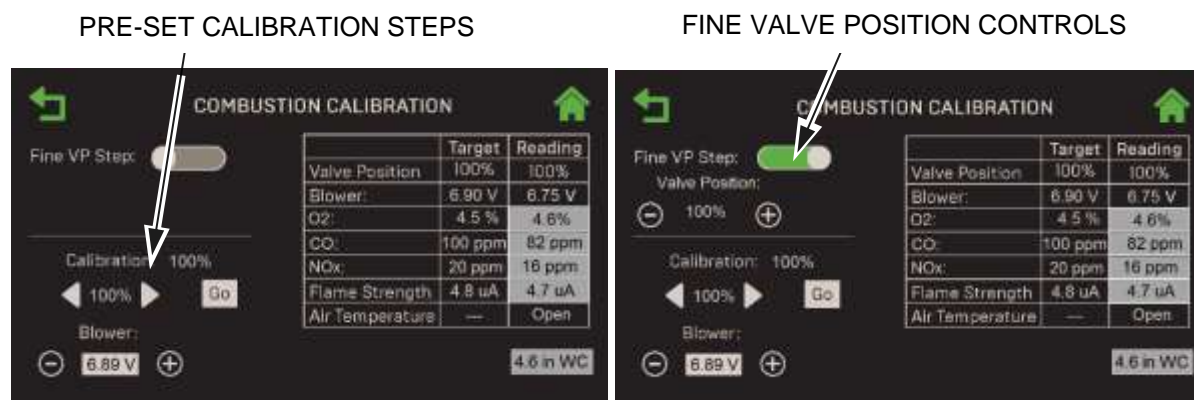 PRE-SET CALIBRATION STEPS
FINE VALVE POSITION CONTROLS
COMBUSTION CALIBRATION
Fine VP Step:
Target Reading
Valve Position 100% 100%
Blower: 6.90 V 6.75 V
O2: 4.5 % 4.6%
CO: 100 ppm 82 ppm
NOx: 20 ppm 16 ppm
Flame Strength 4.8 uA 4.7 uA
Air Temperature --- Open
Calibration 100%
100% Go
Blower:
6.89 V
4.6 in WC
COMBUSTION CALIBRATION
Fine VP Step:
Valve Position:
100%
Target Reading
Valve Position 100% 100%
Blower: 6.90 V 6.75 V
O2: 4.5 % 4.6%
CO: 100 ppm 82 ppm
NOx: 20 ppm 16 ppm
Flame Strength 4.8 uA 4.7 uA
Air Temperature --- Open
Calibration: 100%
100% Go
Blower:
6.89 V
4.6 in WC